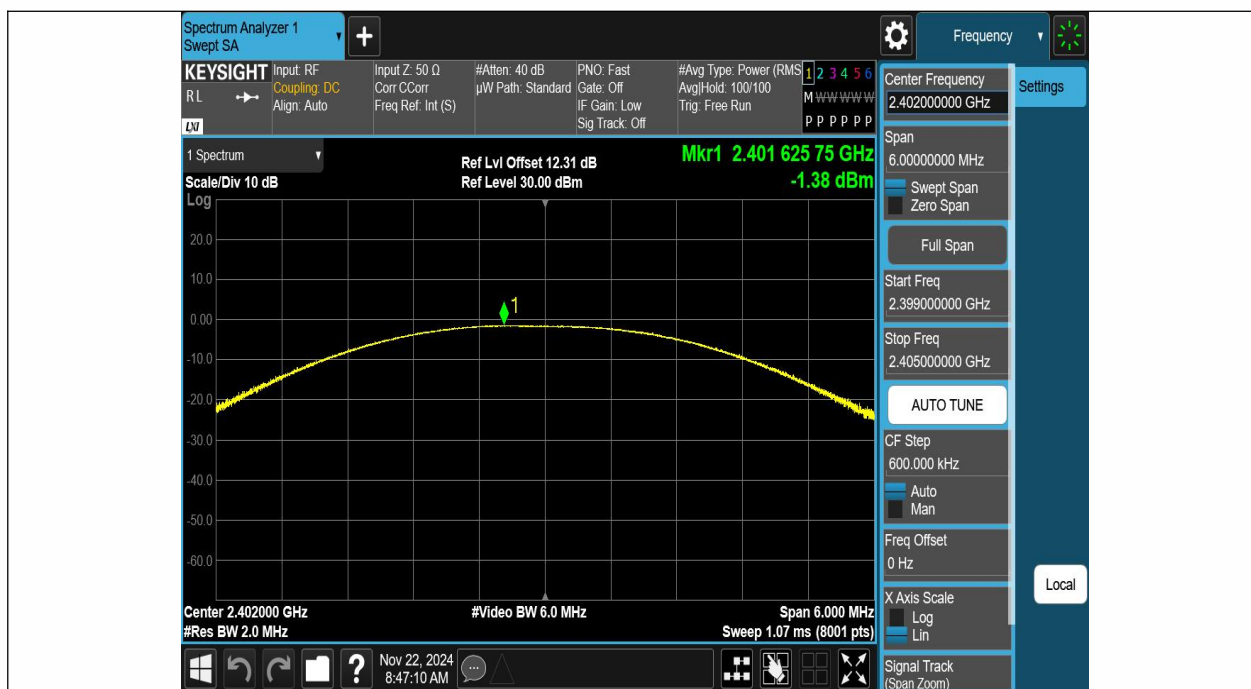 Spectrum Analyzer 1
Swept SA
+
Frequency
KEYSIGHT
RL
LXI
Input: RF
Coupling: DC
Align: Auto
Input Z: 50 Ω
Corr CCorr
Freq Ref: Int (S)
#Atten: 40 dB
µW Path: Standard
PNO: Fast
Gate: Off
IF Gain: Low
Sig Track: Off
#Avg Type: Power (RMS
Avg|Hold: 100/100
Trig: Free Run
1 2 3 4 5 6
M W W W W W
P P P P P P
1 Spectrum
Scale/Div 10 dB
Log
Ref Lvl Offset 12.31 dB
Ref Level 30.00 dBm
Mkr1 2.401 625 75 GHz
-1.38 dBm
20.0
10.0
0.00
-10.0
-20.0
-30.0
-40.0
-50.0
-60.0
1
Center 2.402000 GHz
#Res BW 2.0 MHz
#Video BW 6.0 MHz
Span 6.000 MHz
Sweep 1.07 ms (8001 pts)
?
Nov 22, 2024
8:47:10 AM
Center Frequency
2.402000000 GHz
Span
6.00000000 MHz
Swept Span
Zero Span
Full Span
Start Freq
2.399000000 GHz
Stop Freq
2.405000000 GHz
AUTO TUNE
CF Step
600.000 kHz
Auto
Man
Freq Offset
0 Hz
X Axis Scale
Log
Lin
Signal Track
(Span Zoom)
Settings
Local